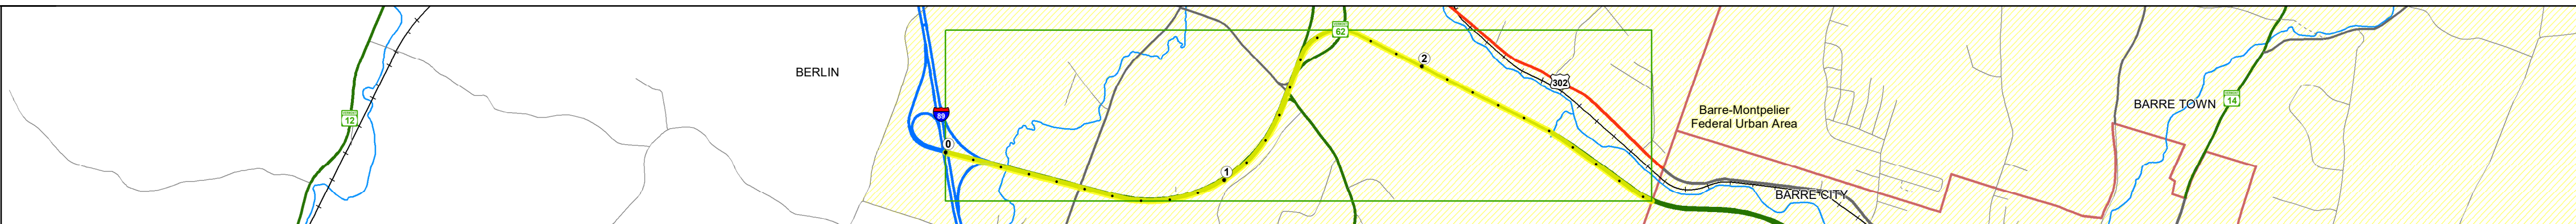 62
2
BERLIN
302
BARRE TOWN
14
Barre-Montpelier
Federal Urban Area
12
89
0
1
BARRE CITY